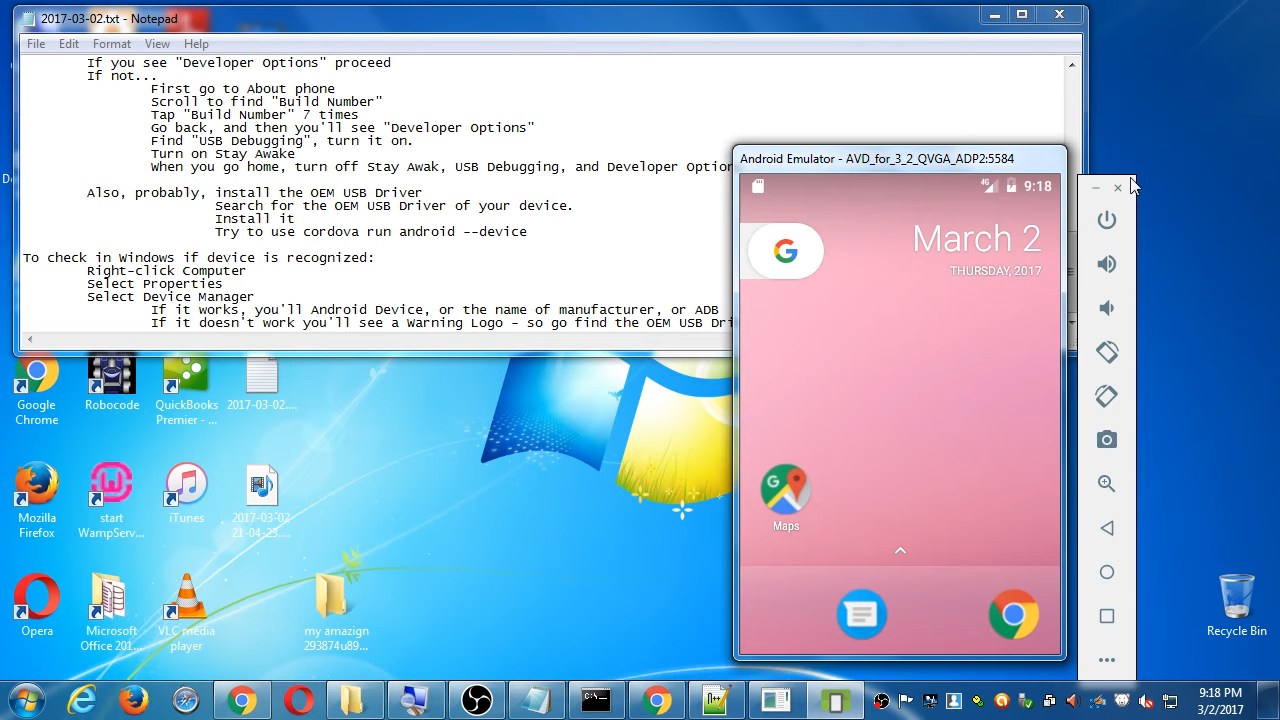 2017-03-02.txt - Notepad
File Edit Format View Help
If you see "Developer Options" proceed
If not...
First go to About phone
Scroll to find "Build Number"
Tap "Build Number" 7 times
Go back, and then you'll see "Developer Options"
Find "USB Debugging", turn it on.
Turn on Stay Awake
When you go home, turn off Stay Awak, USB Debugging, and Developer Option
Also, probably, install the OEM USB Driver
Search for the OEM USB Driver of your device.
Install it
Try to use cordova run android --device
To check in Windows if device is recognized:
Right-click Computer
Select Properties
Select Device Manager
If it works, you'll Android Device, or the name of manufacturer, or ADB
If it doesn't work you'll see a Warning Logo - so go find the OEM USB Dri
Android Emulator - AVD_for_3_2_QVGA_ADP2:5584
4G 9:18
March 2
THURSDAY, 2017
Maps
Google Chrome
Robocode
QuickBooks Premier - ...
2017-03-02....
Mozilla Firefox
start WampServ...
iTunes
2017-03-02 21-04-23....
Opera
Microsoft Office 201...
VLC media player
my amazign 293874u89...
Recycle Bin
9:18 PM
3/2/2017